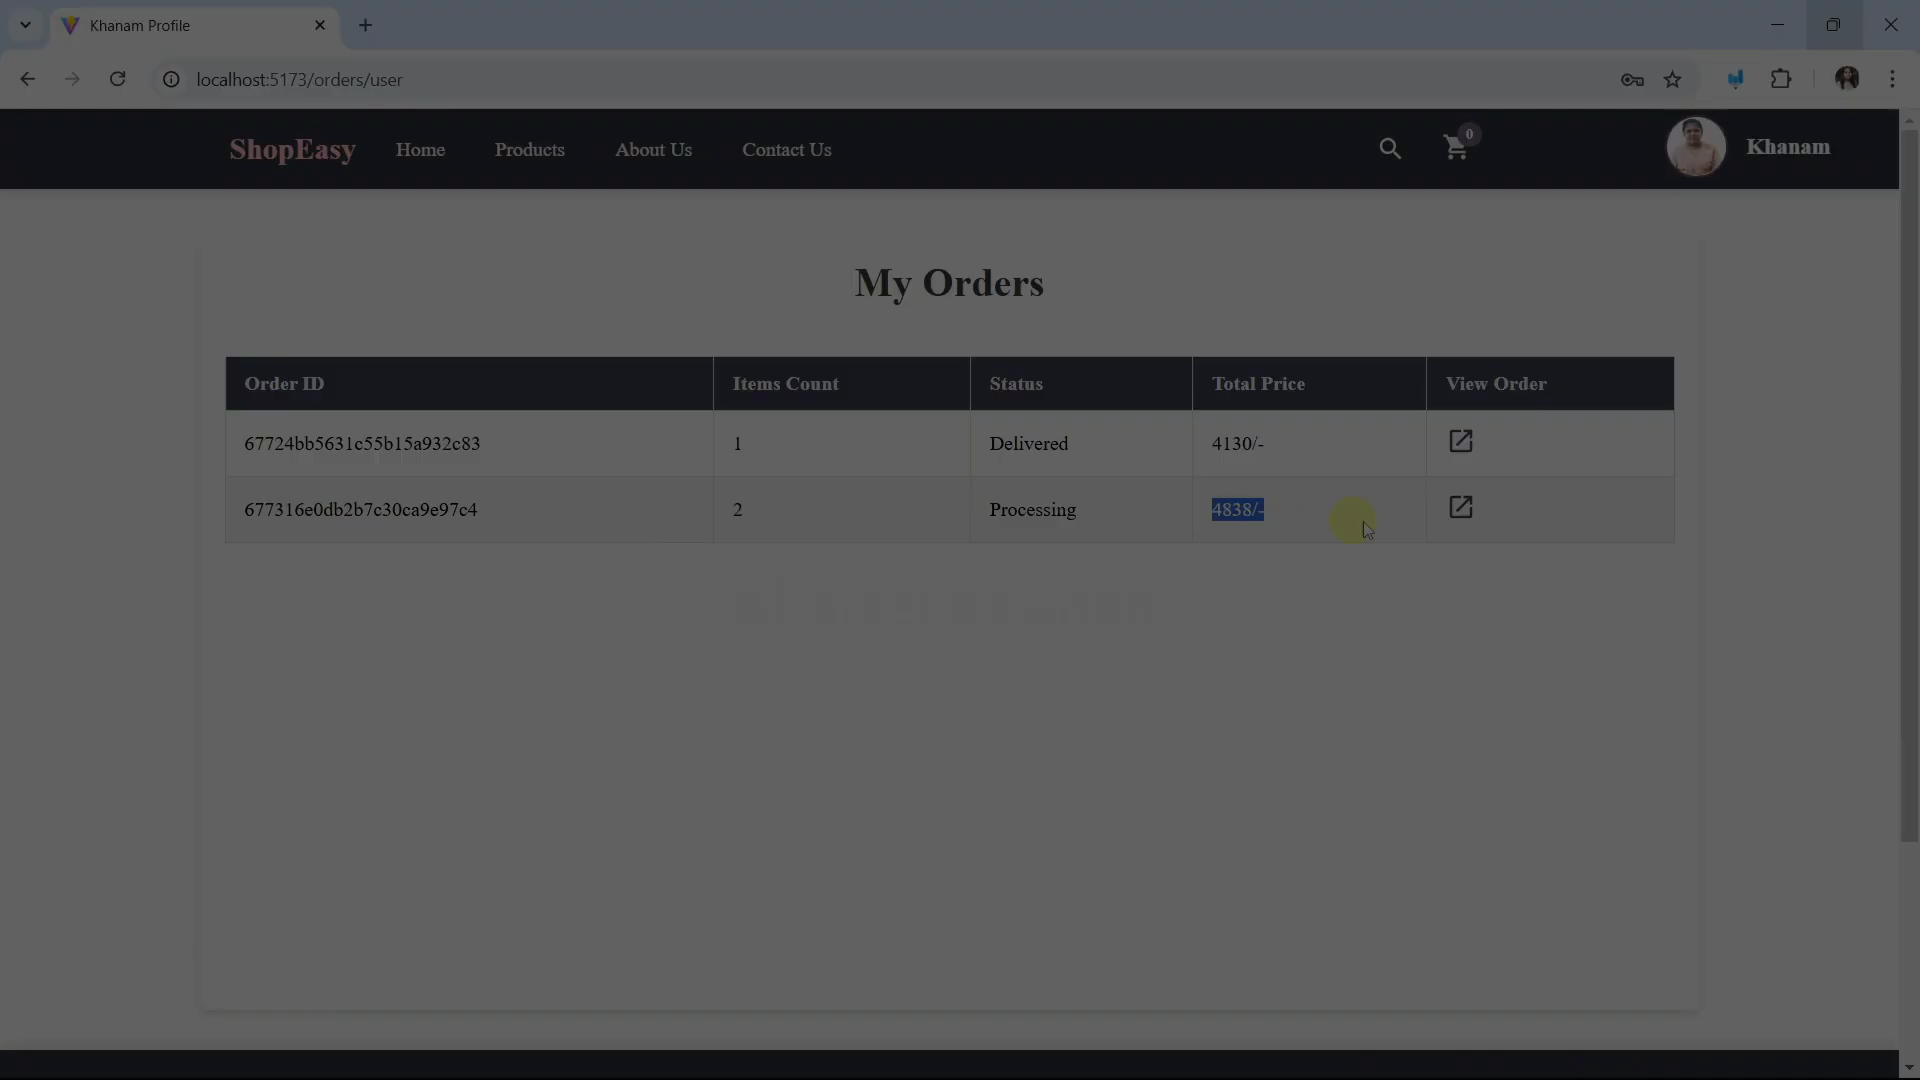 Khanam Profile
localhost:5173/orders/user
ShopEasy Home Products About Us Contact Us 0 Khanam
My Orders
Order ID Items Count Status Total Price View Order
67724bb5631c55b15a932c83 1 Delivered 4130/-
677316e0db2b7c30ca9e97c4 2 Processing 4838/-